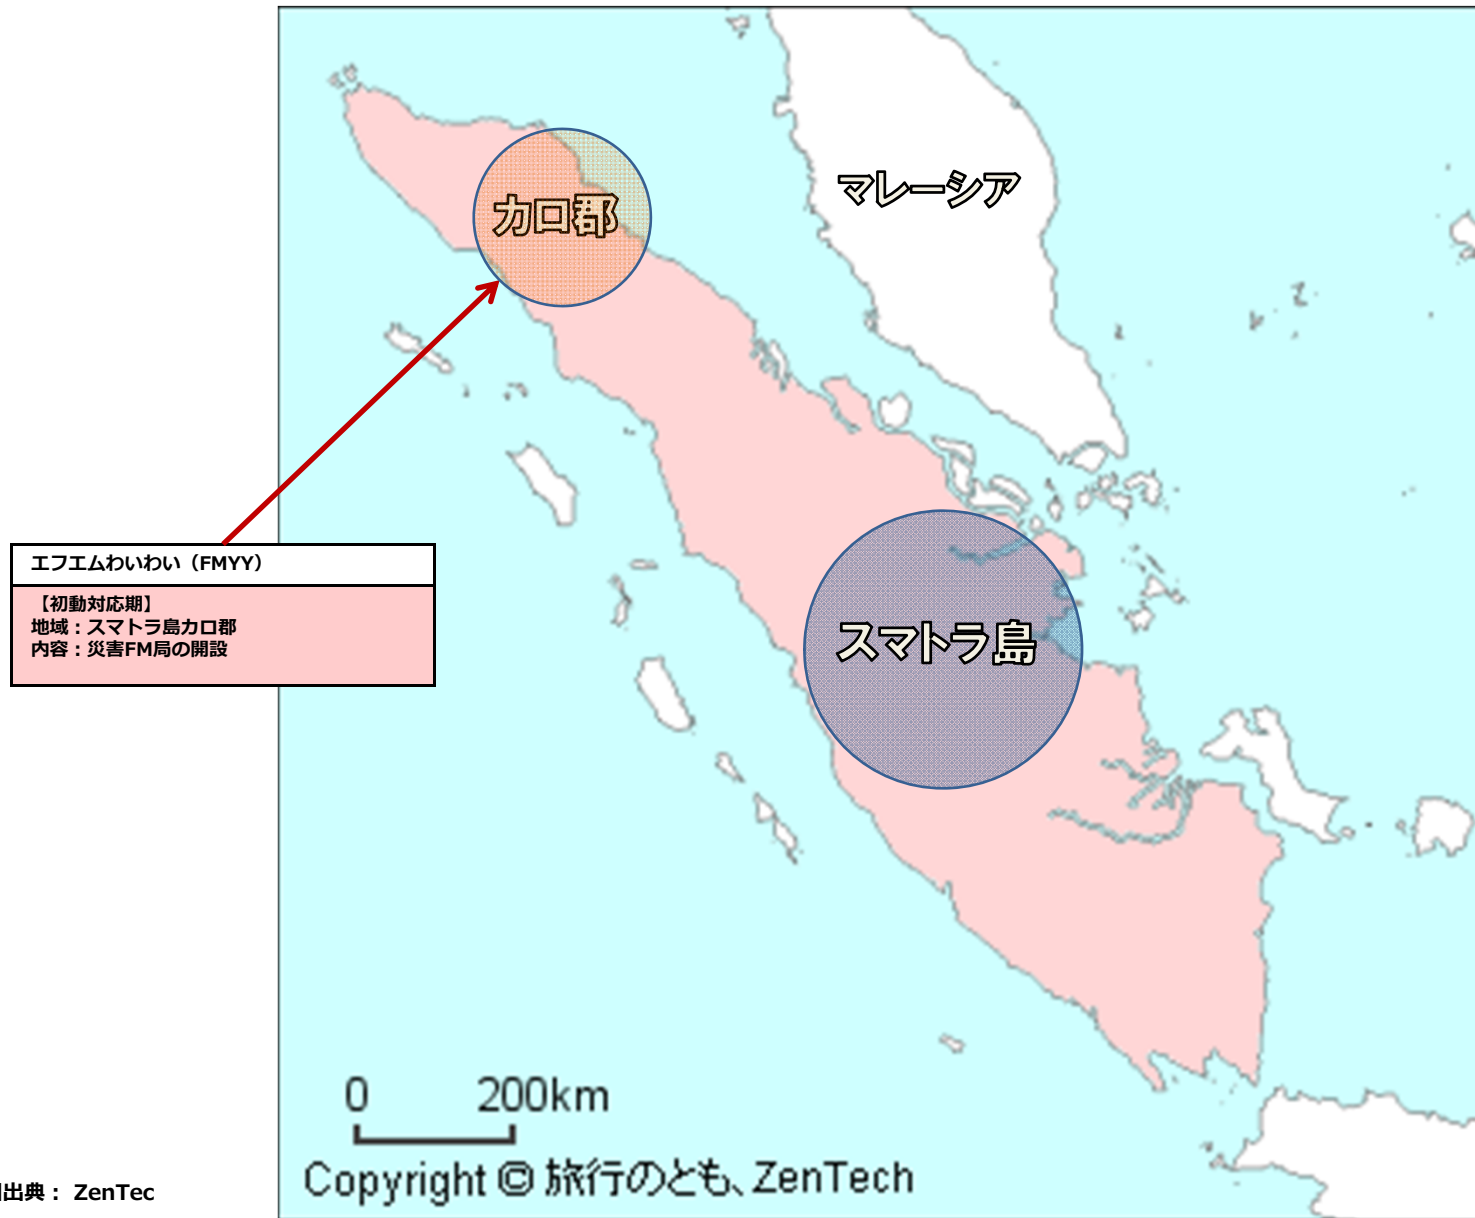 マレーシア
カロ郡
エフエムわいわい（FMYY）
【初動対応期】
地域：スマトラ島カロ郡
内容：災害FM局の開設
スマトラ島
0 200km
Copyright © 旅行のとも、ZenTech
出典： ZenTec